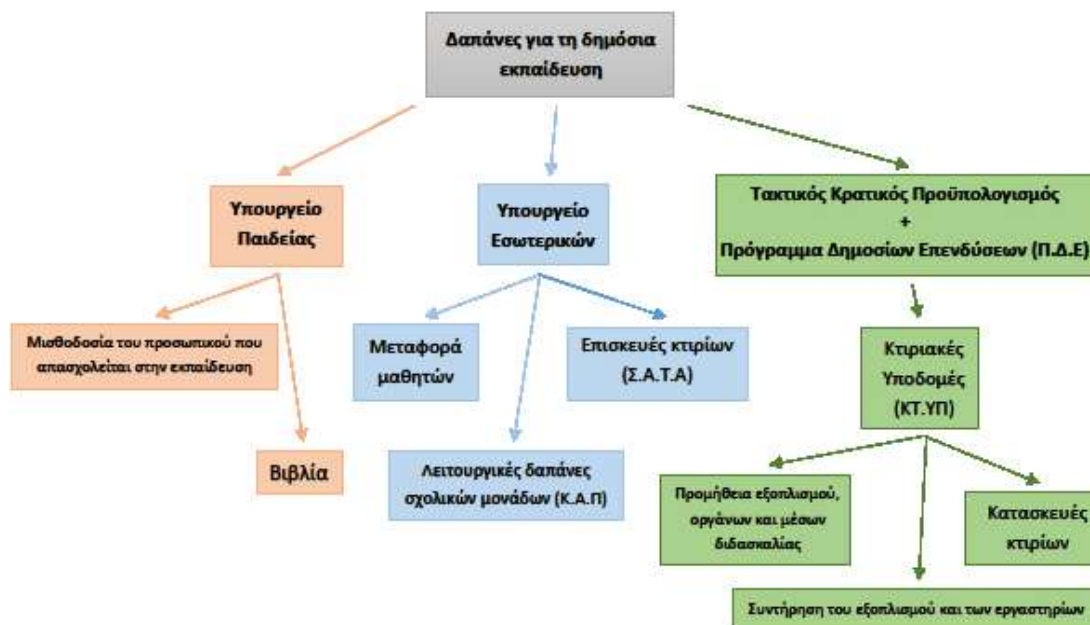 Δαπάνες για τη δημόσια
εκπαίδευση
Υπουργείο
Παιδείας
Υπουργείο
Εσωτερικών
Τακτικός Κρατικός Προϋπολογισμός
+
Πρόγραμμα Δημοσίων Επενδύσεων (Π.Δ.Ε)
Μισθοδοσία του προσωπικού που
απασχολείται στην εκπαίδευση
Μεταφορά
μαθητών
Επισκευές κτιρίων
(Σ.Α.Τ.Α)
Κτιριακές
Υποδομές
(ΚΤ.ΥΠ)
Βιβλία
Λειτουργικές δαπάνες
σχολικών μονάδων (Κ.Α.Π)
Προμήθεια εξοπλισμού,
οργάνων και μέσων
διδασκαλίας
Κατασκευές
κτιρίων
Συντήρηση του εξοπλισμού και των εργαστηρίων